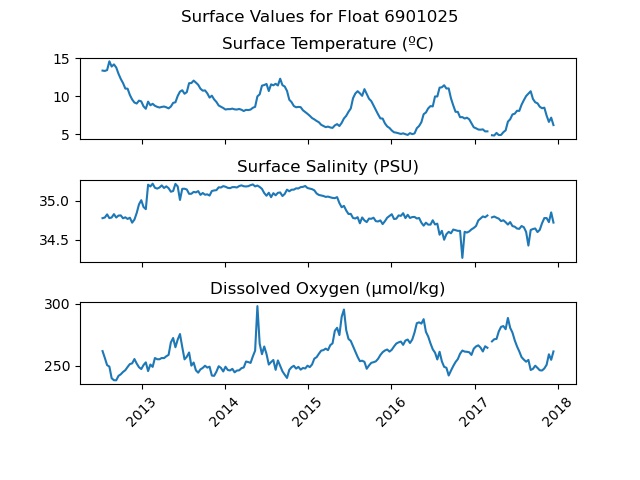 Surface Values for Float 6901025
Surface Temperature (ºC)
15
10
5
Surface Salinity (PSU)
35.0
34.5
Dissolved Oxygen (µmol/kg)
300
250
2013 2014 2015 2016 2017 2018